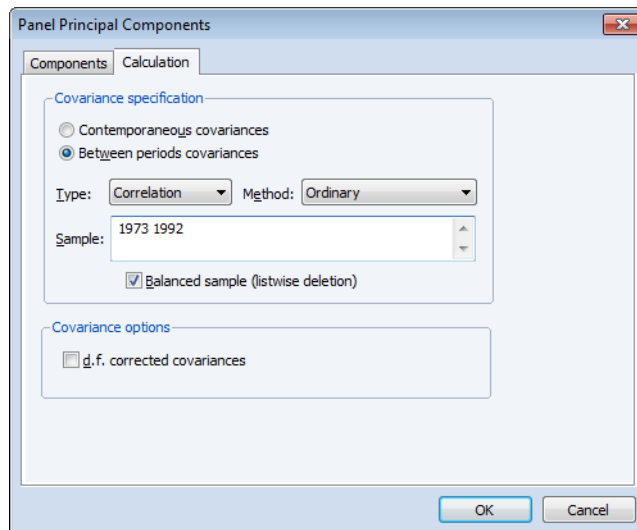 Panel Principal Components
Components Calculation
Covariance specification
Contemporaneous covariances
Between periods covariances
Type: Correlation Method: Ordinary
Sample: 1973 1992
Balanced sample (listwise deletion)
Covariance options
d.f. corrected covariances
OK Cancel